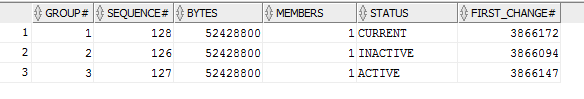 GROUP# SEQUENCE# BYTES MEMBERS STATUS FIRST_CHANGE#
1 1 128 52428800 1 CURRENT 3866172
2 2 126 52428800 1 INACTIVE 3866094
3 3 127 52428800 1 ACTIVE 3866147